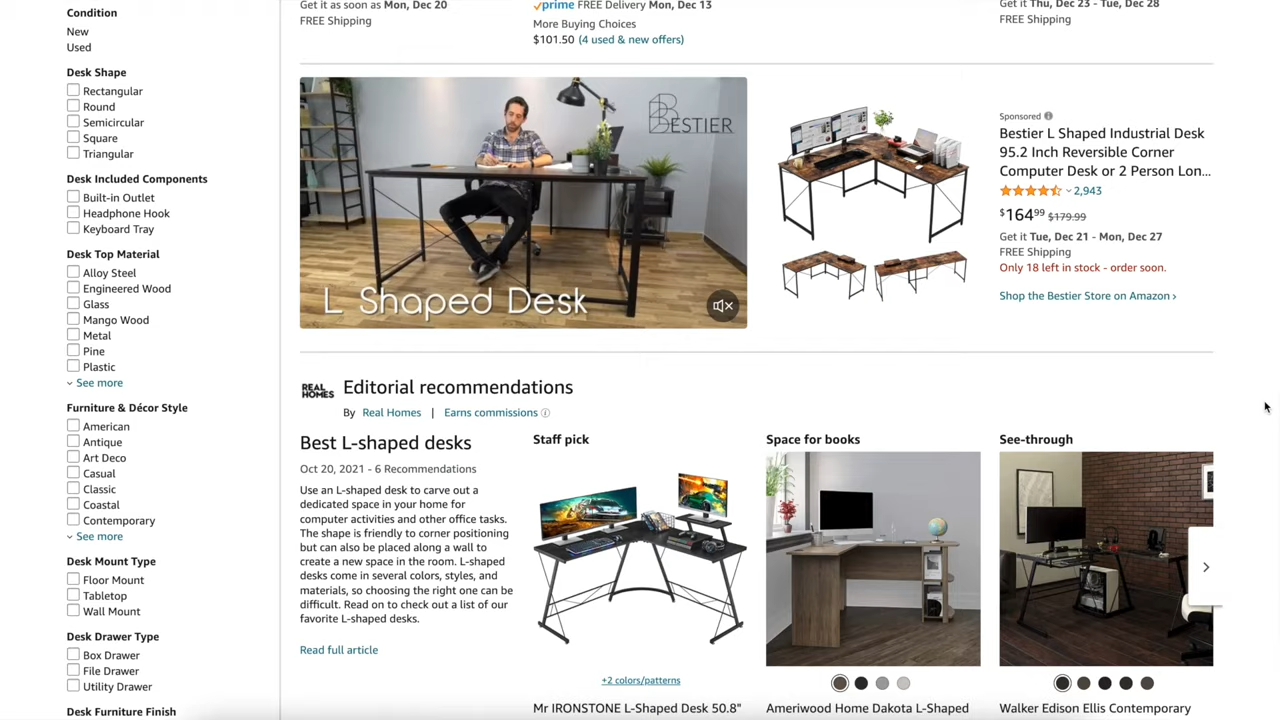 Condition
New
Used
Desk Shape
Rectangular
Round
Semicircular
Square
Triangular
Desk Included Components
Built-in Outlet
Headphone Hook
Keyboard Tray
Desk Top Material
Alloy Steel
Engineered Wood
Glass
Mango Wood
Metal
Pine
Plastic
See more
Furniture & Décor Style
American
Antique
Art Deco
Casual
Classic
Coastal
Contemporary
See more
Desk Mount Type
Floor Mount
Tabletop
Wall Mount
Desk Drawer Type
Box Drawer
File Drawer
Utility Drawer
Desk Furniture Finish
Get it as soon as Mon, Dec 20
FREE Shipping
prime FREE Delivery Mon, Dec 13
More Buying Choices
$101.50 (4 used & new offers)
Get it Thu, Dec 23 - Tue, Dec 28
FREE Shipping
BESTIER
L Shaped Desk
Sponsored
Bestier L Shaped Industrial Desk
95.2 Inch Reversible Corner
Computer Desk or 2 Person Lon...
2,943
$164.99 $179.99
Get it Tue, Dec 21 - Mon, Dec 27
FREE Shipping
Only 18 left in stock - order soon.
Shop the Bestier Store on Amazon ›
REAL HOMES
Editorial recommendations
By Real Homes | Earns commissions
Best L-shaped desks
Oct 20, 2021 - 6 Recommendations
Use an L-shaped desk to carve out a
dedicated space in your home for
computer activities and other office tasks.
The shape is friendly to corner positioning
but can also be placed along a wall to
create a new space in the room. L-shaped
desks come in several colors, styles, and
materials, so choosing the right one can be
difficult. Read on to check out a list of our
favorite L-shaped desks.
Read full article
Staff pick
+2 colors/patterns
Mr IRONSTONE L-Shaped Desk 50.8"
Space for books
Ameriwood Home Dakota L-Shaped
See-through
Walker Edison Ellis Contemporary